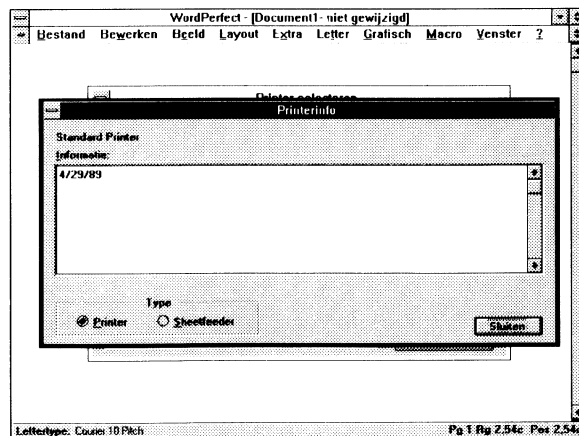 WordPerfect - [Document1 - niet gewijzigd]
Bestand Bewerken Beeld Layout Extra Letter Grafisch Macro Venster ?
Printer selecteren
Printerinfo
Standard Printer
Informatie:
4/29/89
Type
Printer Sheetfeeder
Sluiten
Lettertype: Courier 10 Pitch Pg 1 Rg 2,54c Pos 2,54c